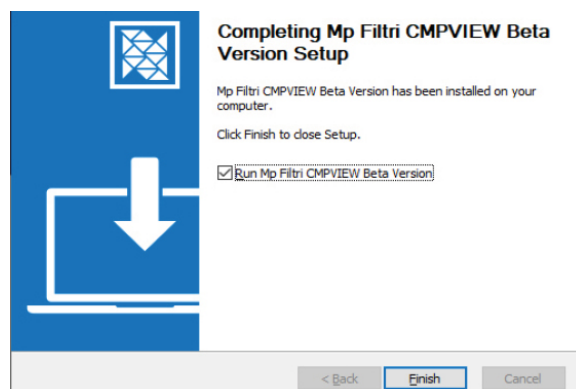 Completing Mp Filtri CMPVIEW Beta
Version Setup
Mp Filtri CMPVIEW Beta Version has been installed on your
computer.
Click Finish to close Setup.
Run Mp Filtri CMPVIEW Beta Version
< Back Finish Cancel